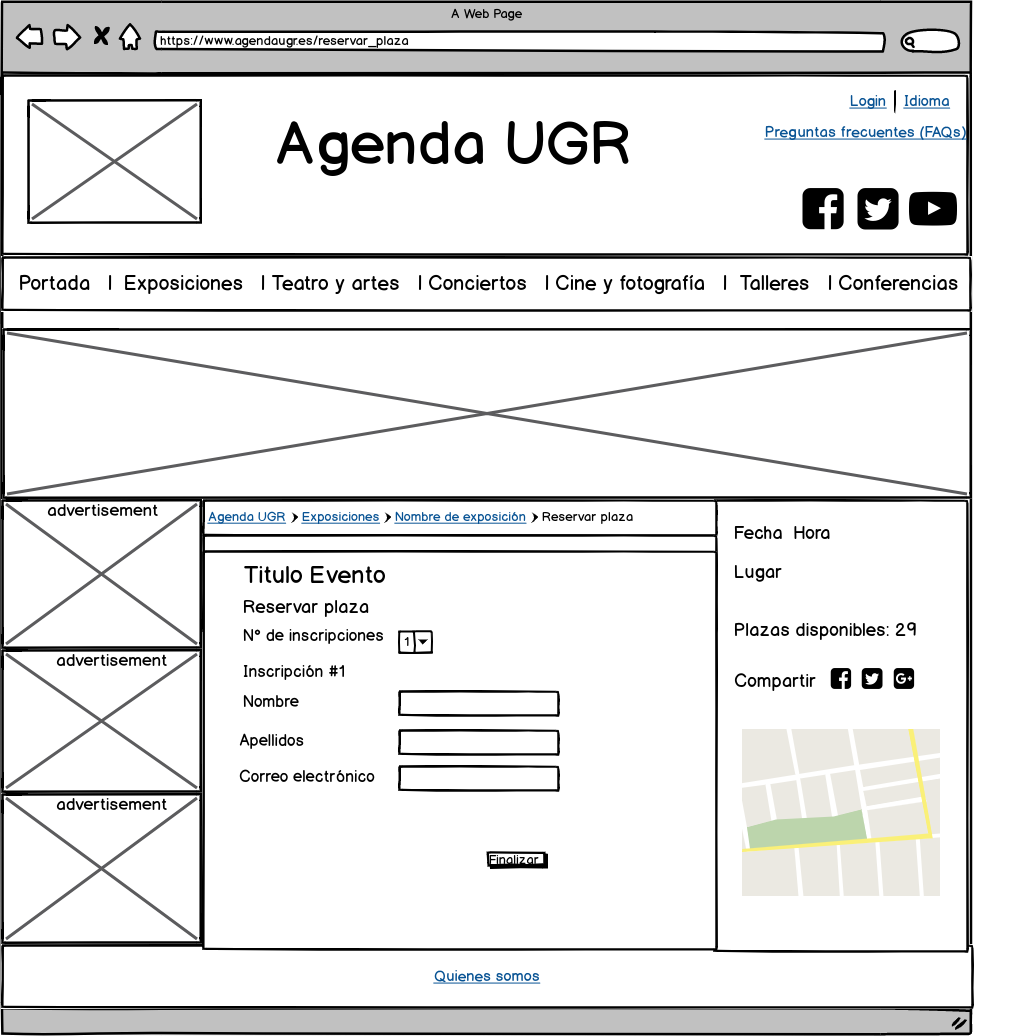 A Web Page
https://www.agendaugr.es/reservar_plaza
Login | Idioma
Preguntas frecuentes (FAQs)
Agenda UGR
Portada | Exposiciones | Teatro y artes | Conciertos | Cine y fotografía | Talleres | Conferencias
advertisement
advertisement
advertisement
Agenda UGR > Exposiciones > Nombre de exposición > Reservar plaza
Titulo Evento
Reservar plaza
Nº de inscripciones 1
Inscripción #1
Nombre
Apellidos
Correo electrónico
Finalizar
Fecha Hora
Lugar
Plazas disponibles: 29
Compartir
Quienes somos